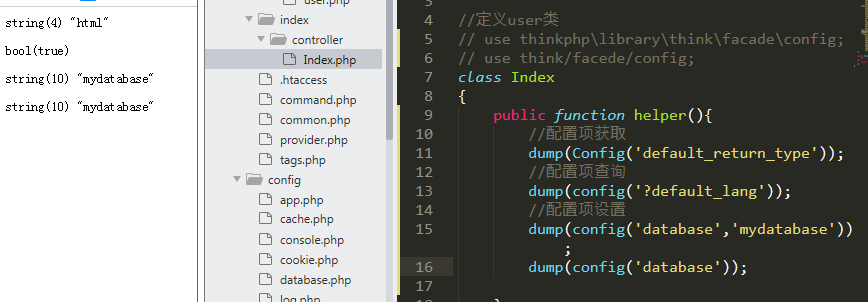 string(4) "html"
bool(true)
string(10) "mydatabase"
string(10) "mydatabase"
user.php
index
controller
Index.php
.htaccess
command.php
common.php
provider.php
tags.php
config
app.php
cache.php
console.php
cookie.php
database.php
log.php
3
4 //定义user类
5 // use thinkphp\library\think\facade\config;
6 // use think/facede/config;
7 class Index
8 {
9 public function helper(){
10 //配置项获取
11 dump(Config('default_return_type'));
12 //配置项查询
13 dump(config('?default_lang'));
14 //配置项设置
15 dump(config('database','mydatabase'))
;
16 dump(config('database'));
17
18 }